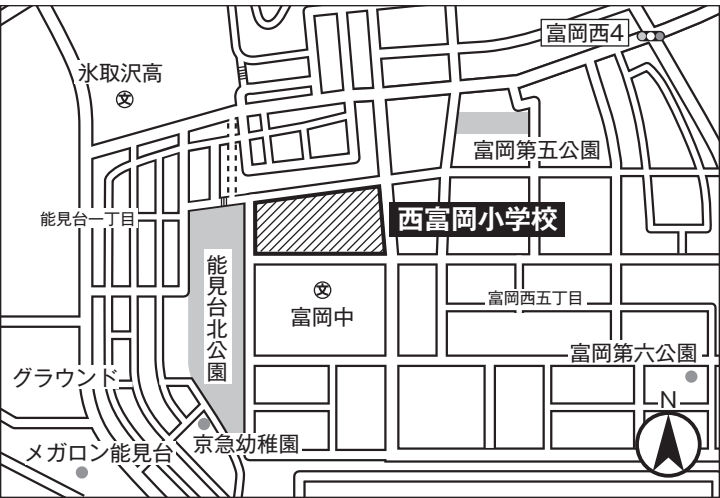 富岡西4
氷取沢高
文
富岡第五公園
能見台一丁目
西富岡小学校
能見台北公園
文
富岡中
富岡西五丁目
富岡第六公園
グラウンド
N
京急幼稚園
メガロン能見台